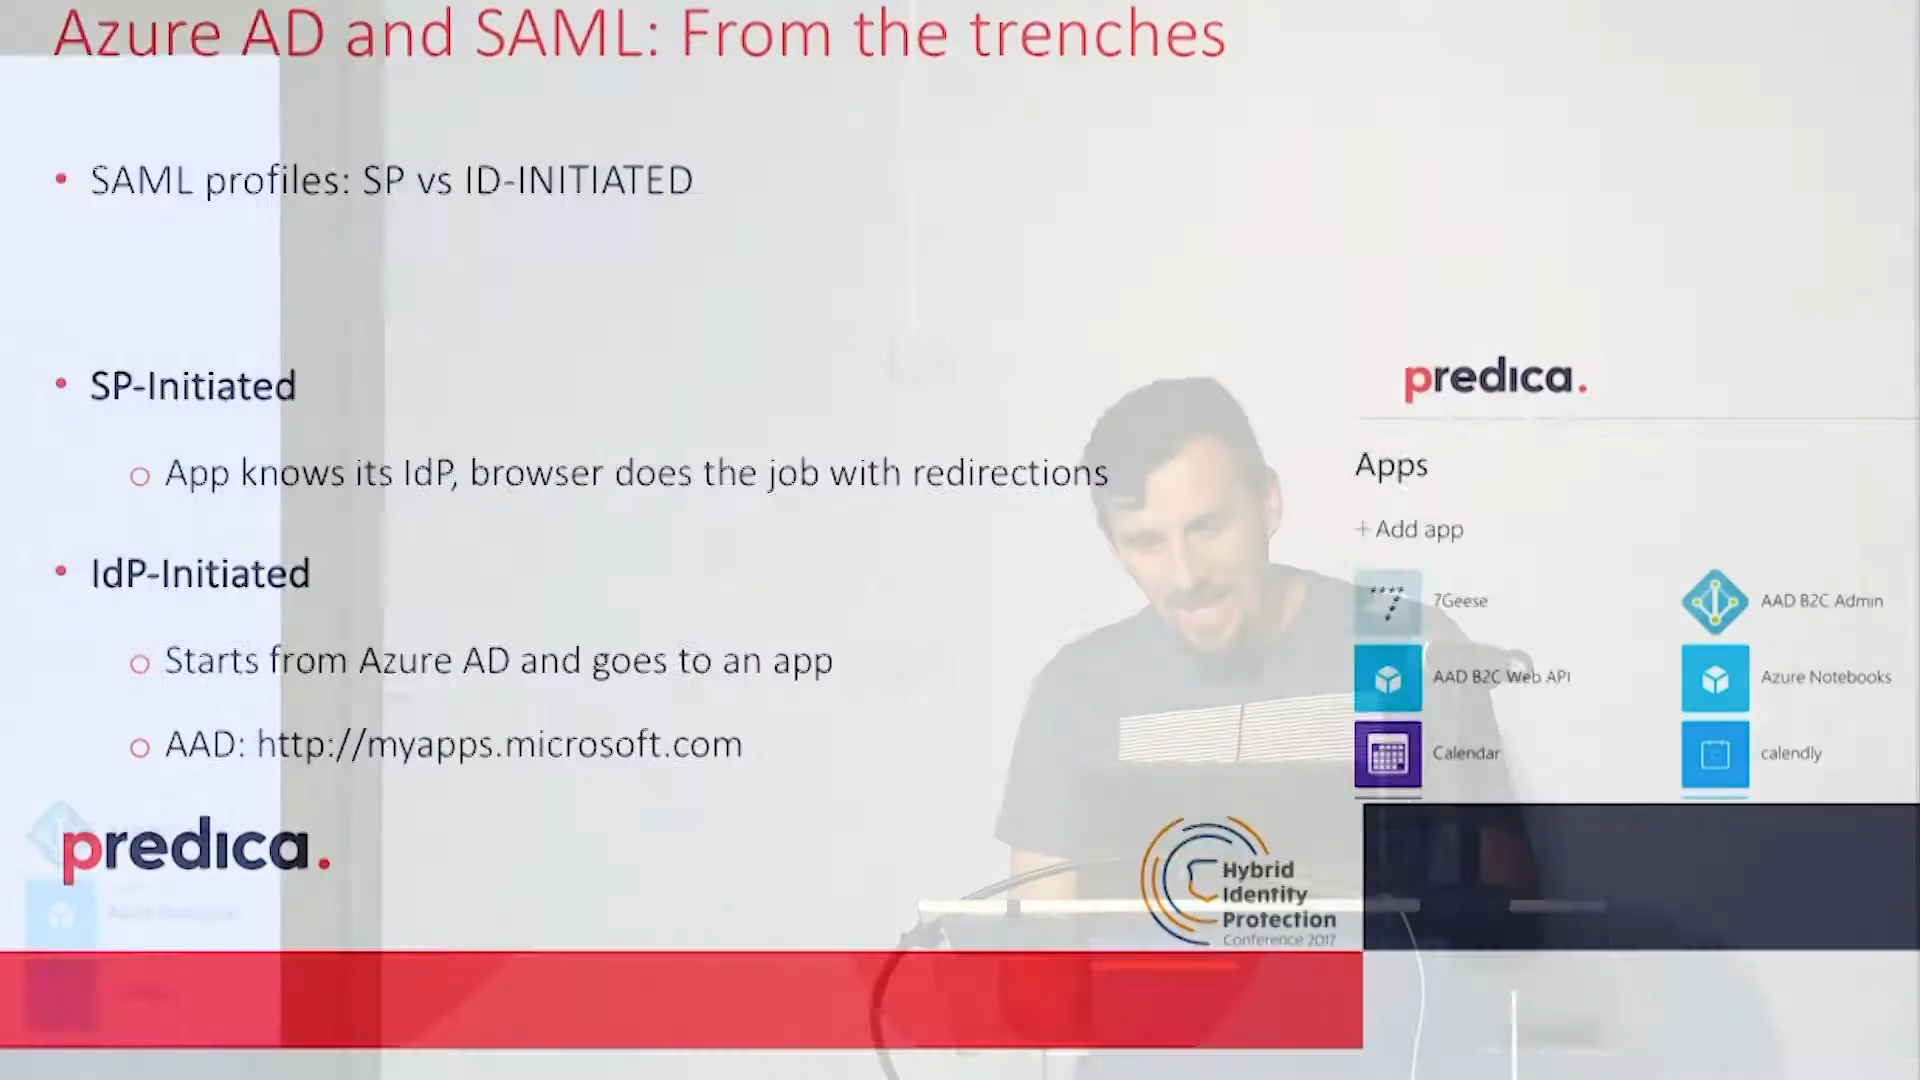 Azure AD and SAML: From the trenches
• SAML profiles: SP vs ID-INITIATED
• SP-Initiated
o App knows its IdP, browser does the job with redirections
• IdP-Initiated
o Starts from Azure AD and goes to an app
o AAD: http://myapps.microsoft.com
predica.
Apps
+ Add app
7Geese
AAD B2C Admin
AAD B2C Web API
Azure Notebooks
Calendar
calendly
predica.
Hybrid
Identity
Protection
Conference 2017
Azure Notebooks